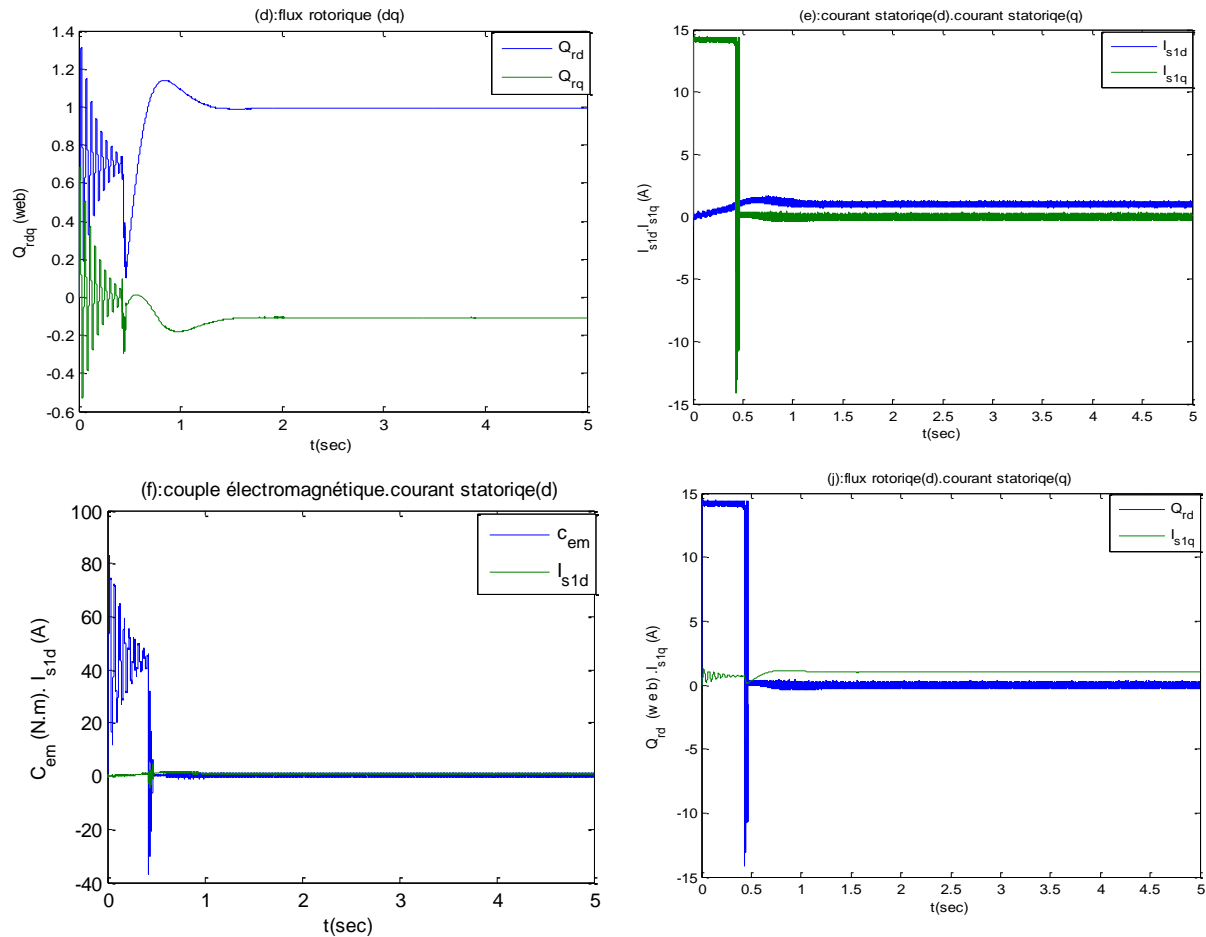 (d):flux rotorique (dq)
1.4
1.2
1
0.8
0.6
0.4
0.2
0
-0.2
-0.4
-0.6
Q_rdq (web)
Q_rd
Q_rq
0 1 2 3 4 5
t(sec)
(e):courant statoriqe(d).courant statoriqe(q)
15
10
5
0
-5
-10
-15
I_s1d.I_s1q (A)
I_s1d
I_s1q
0 0.5 1 1.5 2 2.5 3 3.5 4 4.5 5
t(sec)
(f):couple électromagnétique.courant statoriqe(d)
100
80
60
40
20
0
-20
-40
C_em (N.m). I_s1d (A)
c_em
I_s1d
0 1 2 3 4 5
t(sec)
(j):flux rotoriqe(d).courant statoriqe(q)
15
10
5
0
-5
-10
-15
Q_rd (w e b) .I_s1q (A)
Q_rd
I_s1q
0 0.5 1 1.5 2 2.5 3 3.5 4 4.5 5
t(sec)